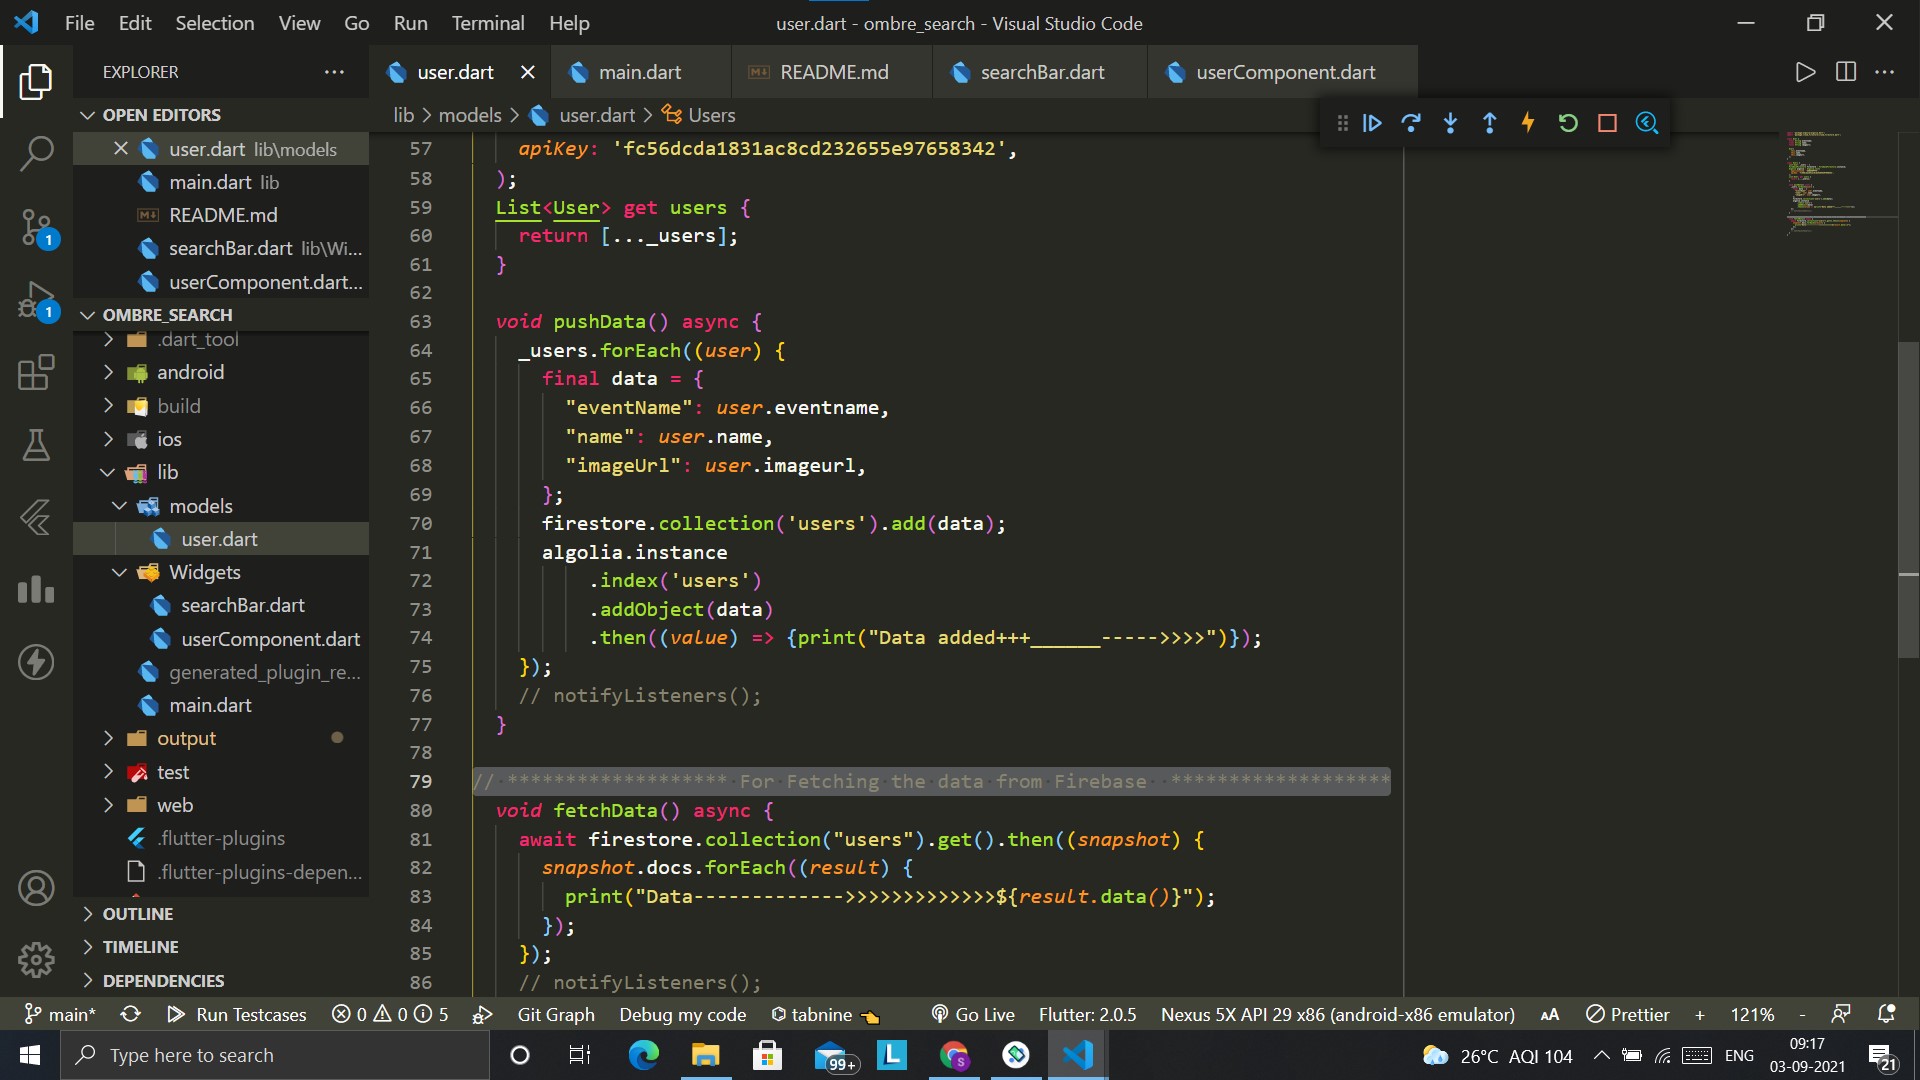 File Edit Selection View Go Run Terminal Help
user.dart - ombre_search - Visual Studio Code
EXPLORER
OPEN EDITORS
user.dart lib\models
main.dart lib
README.md
searchBar.dart lib\Wi...
userComponent.dart...
OMBRE_SEARCH
.dart_tool
android
build
ios
lib
models
user.dart
Widgets
searchBar.dart
userComponent.dart
generated_plugin_re...
main.dart
output
test
web
.flutter-plugins
.flutter-plugins-depen...
OUTLINE
TIMELINE
DEPENDENCIES
1
1
user.dart main.dart README.md searchBar.dart userComponent.dart
lib > models > user.dart > Users
57 apiKey: 'fc56dcda1831ac8cd232655e97658342',
58 );
59 List<User> get users {
60 return [..._users];
61 }
62
63 void pushData() async {
64 _users.forEach((user) {
65 final data = {
66 "eventName": user.eventname,
67 "name": user.name,
68 "imageUrl": user.imageurl,
69 };
70 firestore.collection('users').add(data);
71 algolia.instance
72 .index('users')
73 .addObject(data)
74 .then((value) => {print("Data added+++______----->>>>")});
75 });
76 // notifyListeners();
77 }
78
79 // ******************* For Fetching the data from Firebase  *******************
80 void fetchData() async {
81 await firestore.collection("users").get().then((snapshot) {
82 snapshot.docs.forEach((result) {
83 print("Data------------->>>>>>>>>>>>>${result.data()}");
84 });
85 });
86 // notifyListeners();
main* Run Testcases 0 0 5 Git Graph Debug my code tabnine Go Live Flutter: 2.0.5 Nexus 5X API 29 x86 (android-x86 emulator) AA Prettier + 121% -
Type here to search
99+
L
S
26°C AQI 104
ENG
09:17
03-09-2021
21